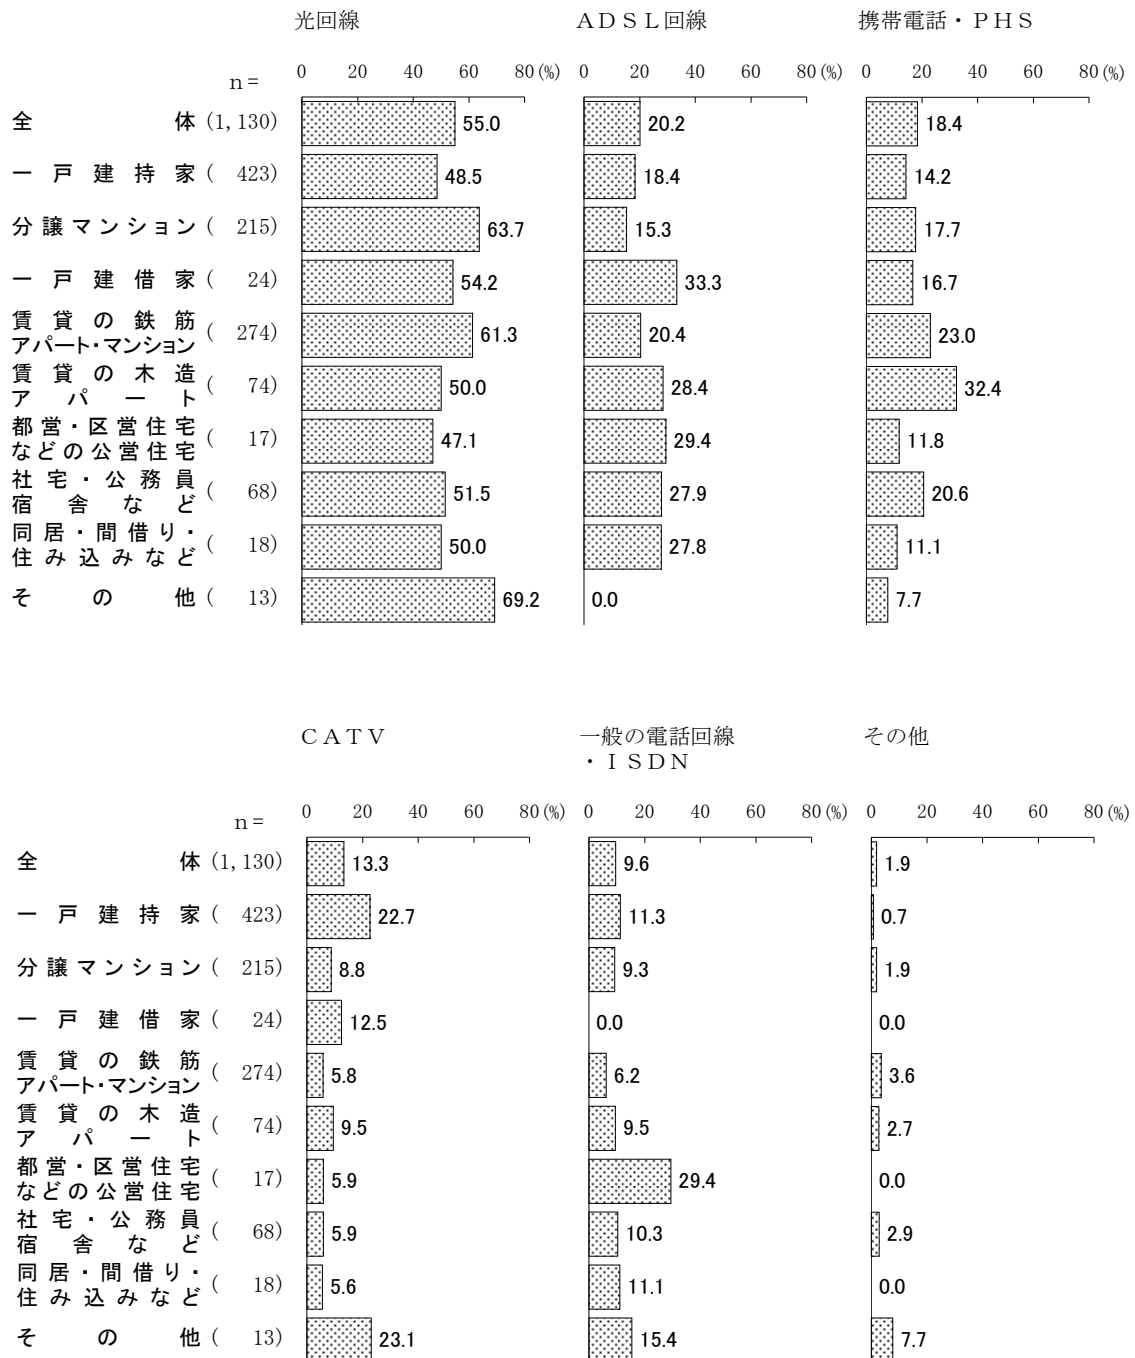 光回線 ＡＤＳＬ回線 携帯電話・ＰＨＳ
n = 0 20 40 60 80 (%) 0 20 40 60 80 (%) 0 20 40 60 80 (%)
全体 (1,130) 55.0 20.2 18.4
一戸建持家 ( 423) 48.5 18.4 14.2
分譲マンション ( 215) 63.7 15.3 17.7
一戸建借家 ( 24) 54.2 33.3 16.7
賃貸の鉄筋
アパート・マンション ( 274) 61.3 20.4 23.0
賃貸の木造
アパート ( 74) 50.0 28.4 32.4
都営・区営住宅
などの公営住宅 ( 17) 47.1 29.4 11.8
社宅・公務員
宿舎など ( 68) 51.5 27.9 20.6
同居・間借り・
住み込みなど ( 18) 50.0 27.8 11.1
その他 ( 13) 69.2 0.0 7.7
ＣＡＴＶ 一般の電話回線 その他
・ＩＳＤＮ
n = 0 20 40 60 80 (%) 0 20 40 60 80 (%) 0 20 40 60 80 (%)
全体 (1,130) 13.3 9.6 1.9
一戸建持家 ( 423) 22.7 11.3 0.7
分譲マンション ( 215) 8.8 9.3 1.9
一戸建借家 ( 24) 12.5 0.0 0.0
賃貸の鉄筋
アパート・マンション ( 274) 5.8 6.2 3.6
賃貸の木造
アパート ( 74) 9.5 9.5 2.7
都営・区営住宅
などの公営住宅 ( 17) 5.9 29.4 0.0
社宅・公務員
宿舎など ( 68) 5.9 10.3 2.9
同居・間借り・
住み込みなど ( 18) 5.6 11.1 0.0
その他 ( 13) 23.1 15.4 7.7